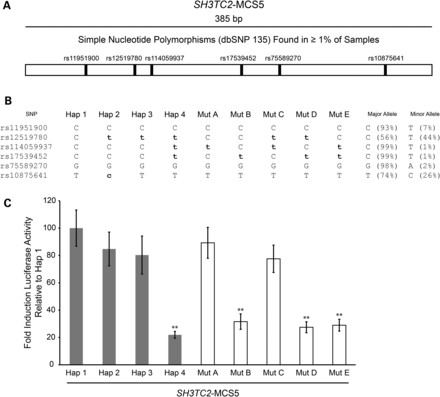 A
SH3TC2-MCS5
385 bp
Simple Nucleotide Polymorphisms (dbSNP 135) Found in ≥ 1% of Samples
rs11951900 rs12519780 rs114059937 rs17539452 rs75589270 rs10875641
B
SNP Hap 1 Hap 2 Hap 3 Hap 4 Mut A Mut B Mut C Mut D Mut E Major Allele Minor Allele
rs11951900 C C C C C C C C C C (93%) T (7%)
rs12519780 C t t t C C t t C C (56%) T (44%)
rs114059937 C C C t t C t C t C (99%) T (1%)
rs17539452 C C C t C t C t t C (99%) T (1%)
rs75589270 G G G G G G G G G G (98%) A (2%)
rs10875641 T c T T T T T T T T (74%) C (26%)
C
Fold Induction Luciferase Activity
Relative to Hap 1
120
100
80
60
40
20
0
** ** ** **
Hap 1 Hap 2 Hap 3 Hap 4 Mut A Mut B Mut C Mut D Mut E
SH3TC2-MCS5